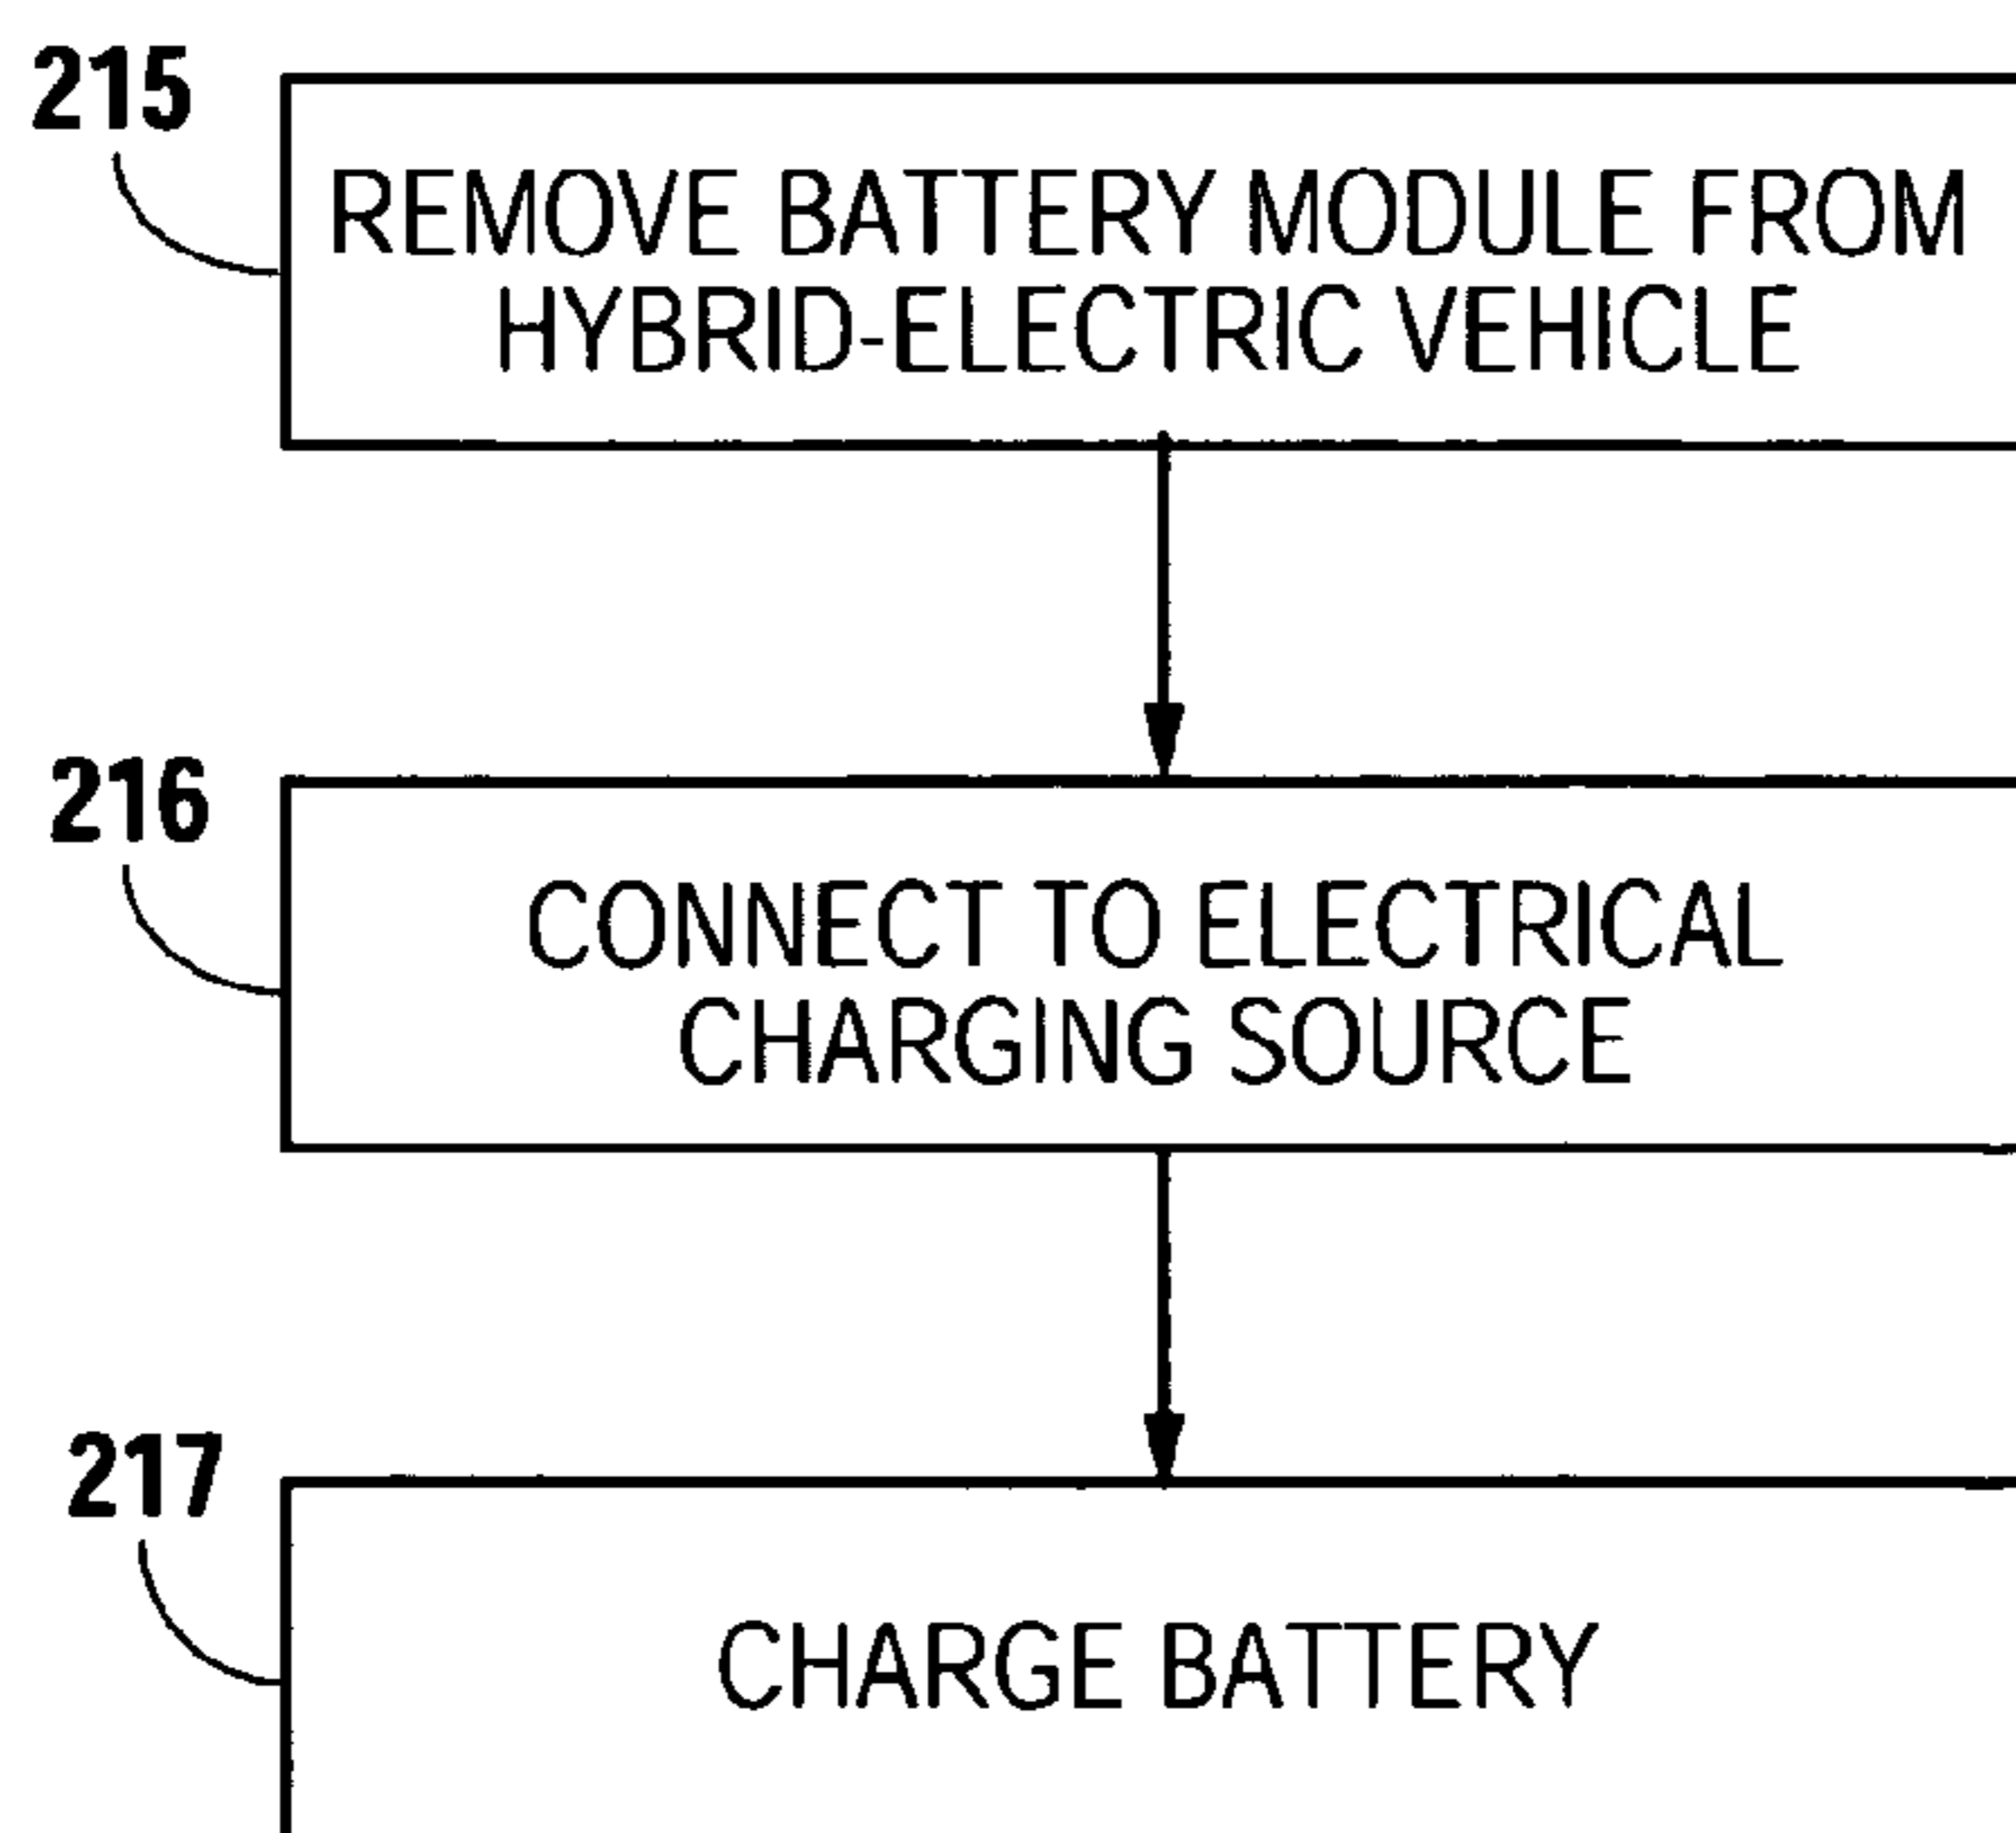 215
REMOVE BATTERY MODULE FROM
HYBRID-ELECTRIC VEHICLE
216
CONNECT TO ELECTRICAL
CHARGING SOURCE
217
CHARGE BATTERY